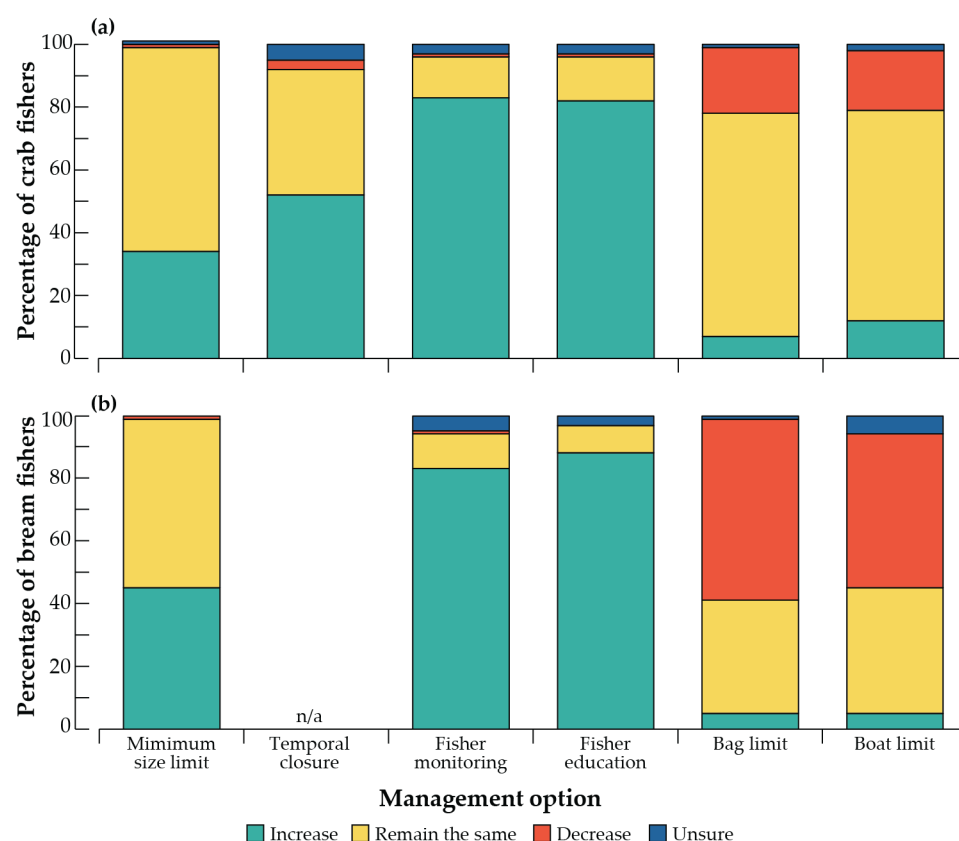 (a)
Percentage of crab fishers
100
80
60
40
20
0
(b)
Percentage of bream fishers
100
80
60
40
20
0
n/a
Mimimum
size limit
Temporal
closure
Fisher
monitoring
Fisher
education
Bag limit
Boat limit
Management option
Increase Remain the same Decrease Unsure